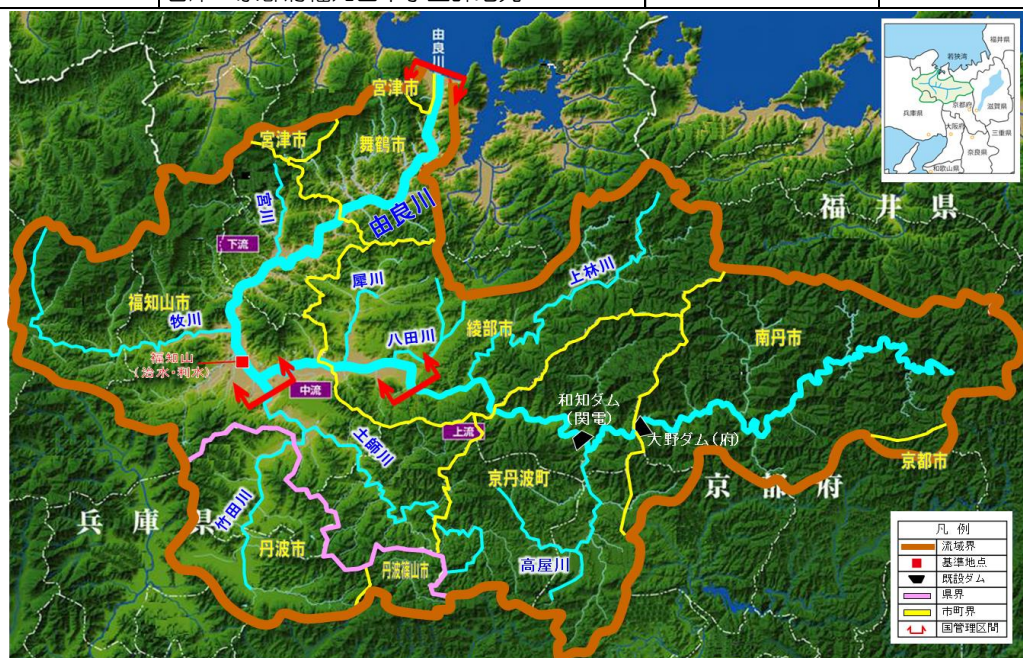 由良川
宮津市
宮津市
舞鶴市
宮川
由良川
下流
福知山市
牧川
犀川
八田川
綾部市
上林川
南丹市
福井県
福知山
(治水・利水)
中流
上流
和知ダム
(関電)
大野ダム(府)
土師川
京丹波町
京都市
京都府
竹田川
兵庫県
丹波市
丹波篠山市
高屋川
福井県
若狭湾
京都府
滋賀県
兵庫県
大阪府
三重県
奈良県
和歌山県
凡 例
流域界
基準地点
既設ダム
県界
市町界
国管理区間